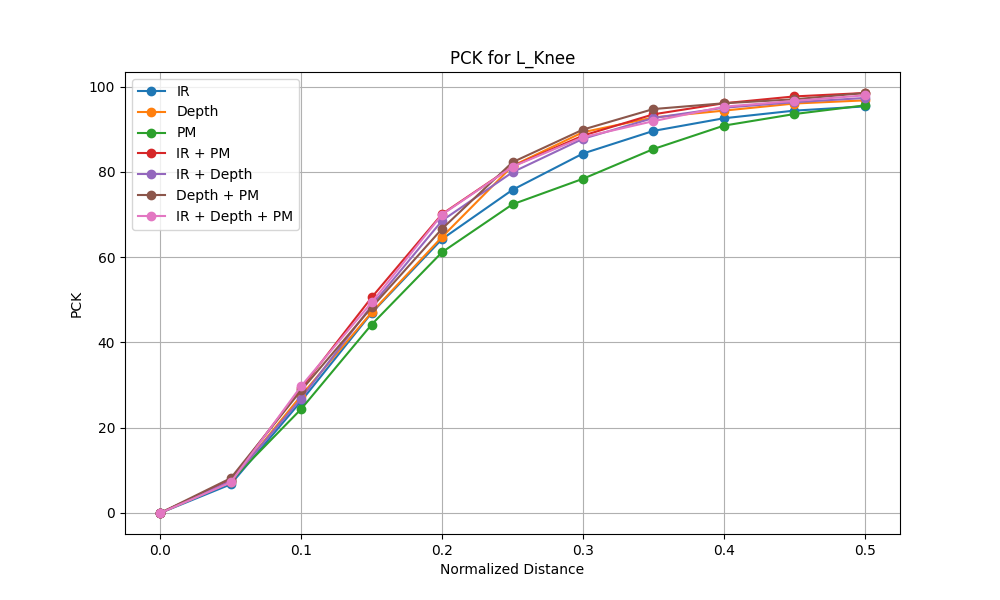 PCK for L_Knee
100
80
60
40
20
0
PCK
IR
Depth
PM
IR + PM
IR + Depth
Depth + PM
IR + Depth + PM
0.0 0.1 0.2 0.3 0.4 0.5
Normalized Distance